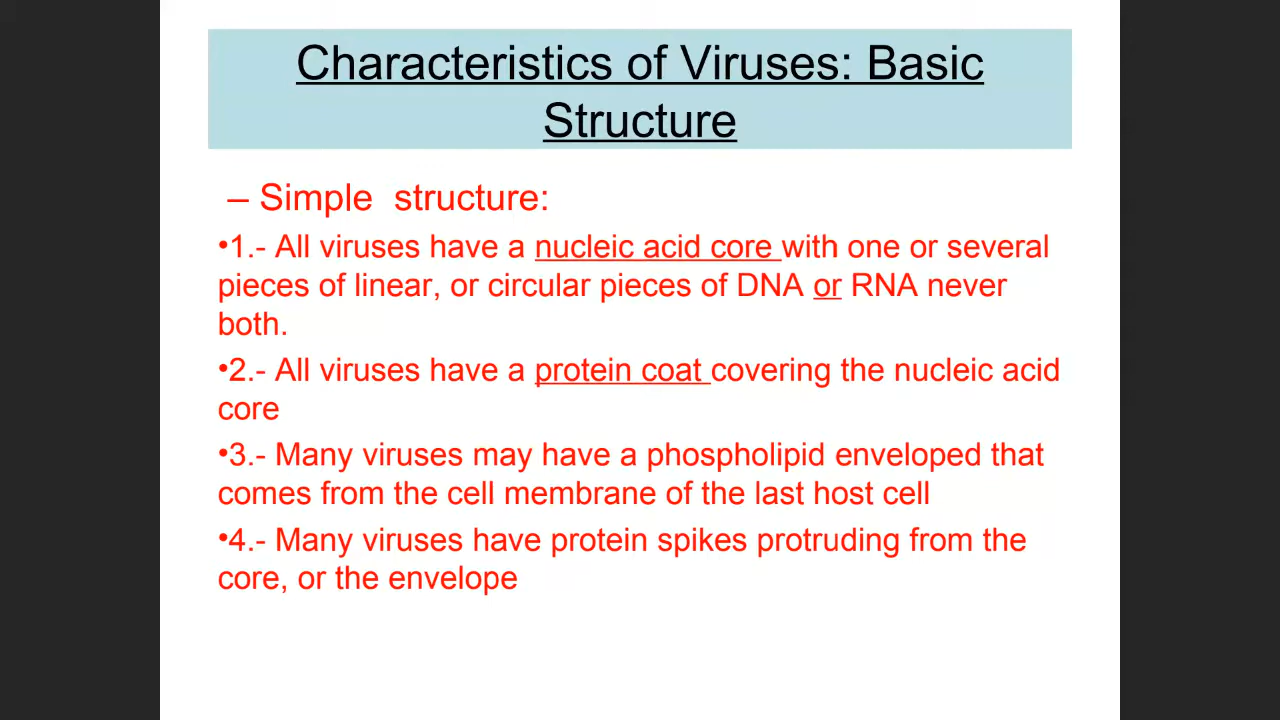 Characteristics of Viruses: Basic
Structure
– Simple  structure:
•1.- All viruses have a nucleic acid core with one or several
pieces of linear, or circular pieces of DNA or RNA never
both.
•2.- All viruses have a protein coat covering the nucleic acid
core
•3.- Many viruses may have a phospholipid enveloped that
comes from the cell membrane of the last host cell
•4.- Many viruses have protein spikes protruding from the
core, or the envelope